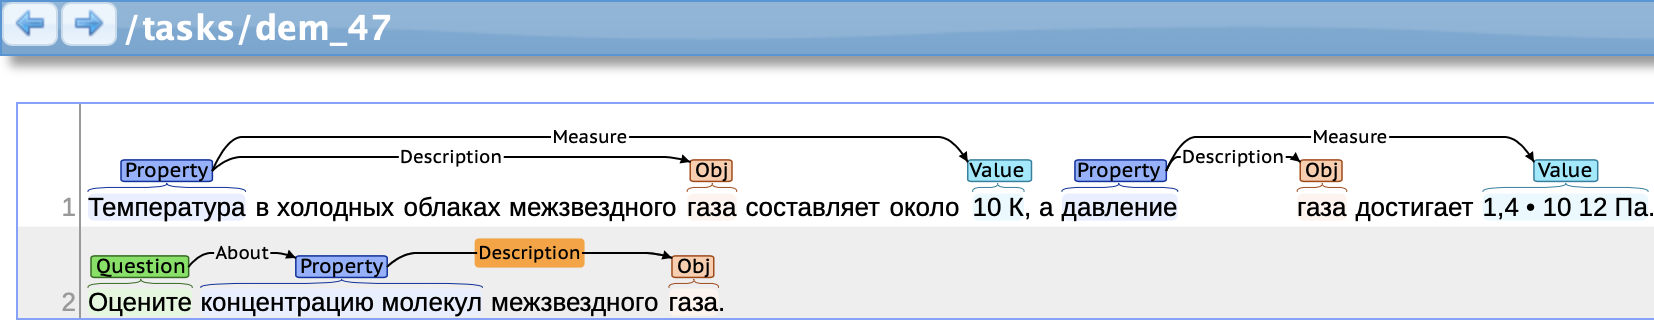 /tasks/dem_47
Measure Measure
Description Description
Property Obj Value Property Obj Value
1 Температура в холодных облаках межзвездного газа составляет около 10 К, а давление газа достигает 1,4 • 10 12 Па.
About Description
Question Property Obj
2 Оцените концентрацию молекул межзвездного газа.